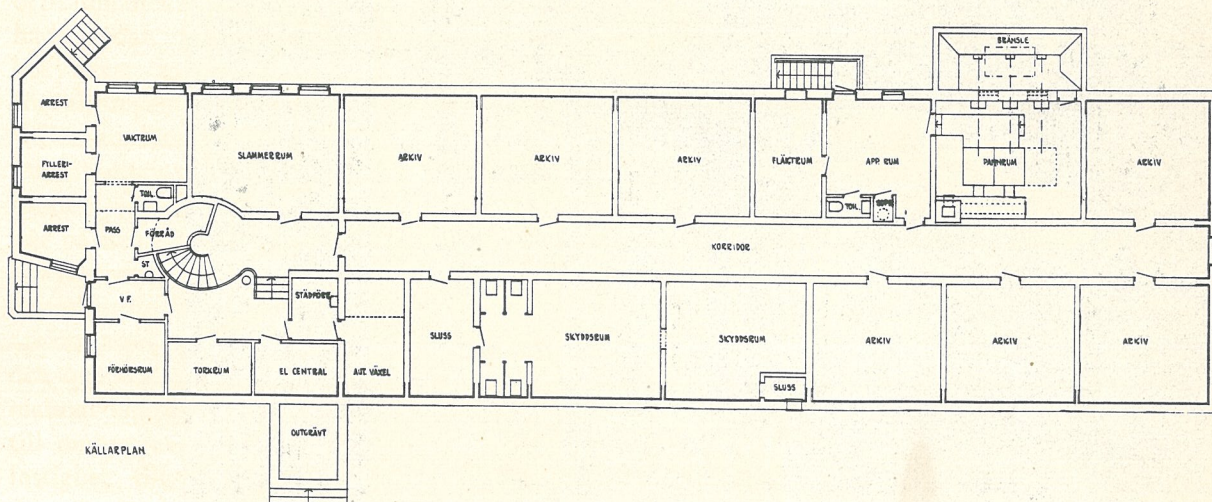 BRÄNSLE
ARREST
VAKTRUM
SLAMMERRUM
ARKIV
ARKIV
ARKIV
FLÄKTRUM
APP. RUM
PANNRUM
ARKIV
FYLLERI-
ARREST
TOIL.
TOIL.
ARREST
PASS
FÖRRÅD
KORRIDOR
ST
V.F.
STÄDFÖRR.
SLUSS
SKYDDSRUM
SKYDDSRUM
ARKIV
ARKIV
ARKIV
FÖRHÖRSRUM
TORKRUM
EL CENTRAL
AUT. VÄXEL
SLUSS
OUTGRÄVT
KÄLLARPLAN